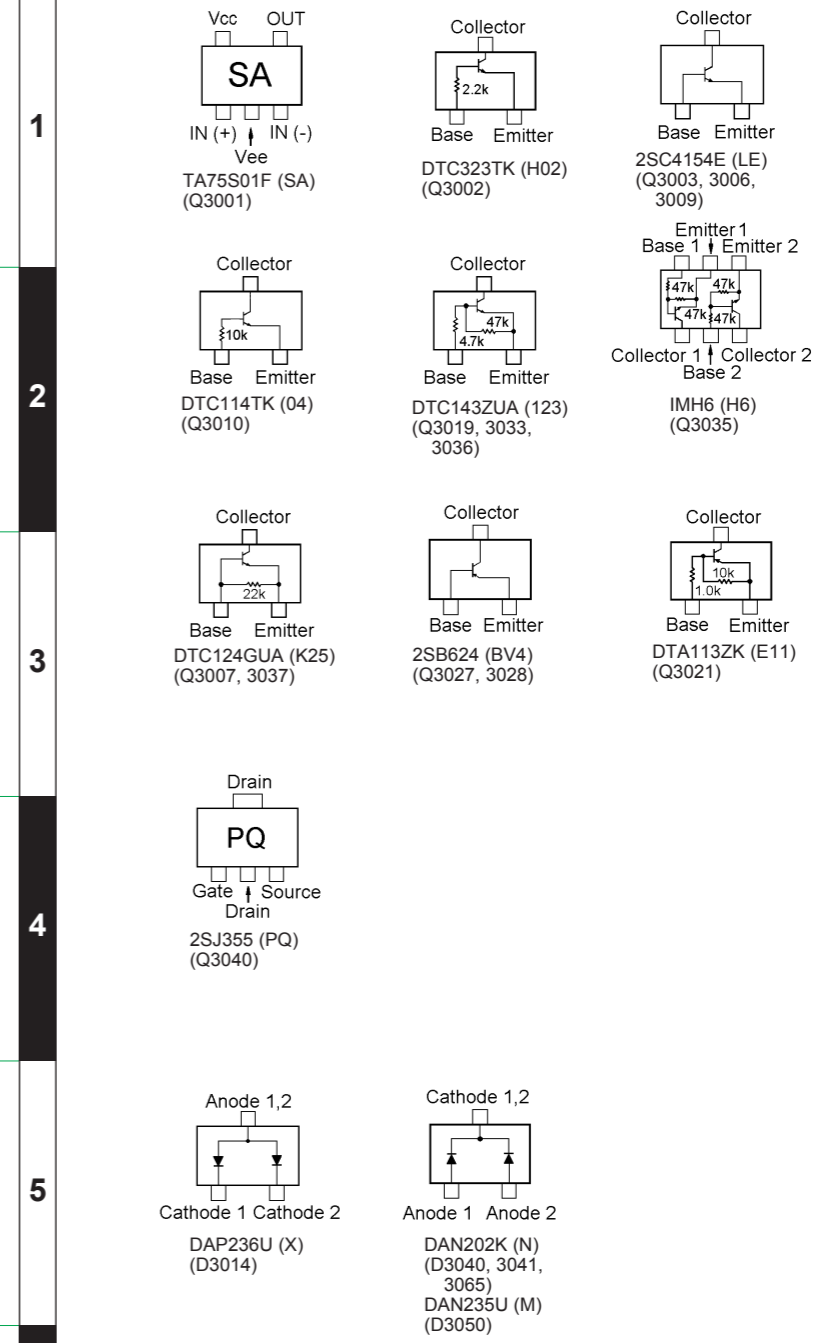 1
Vcc OUT
SA
IN (+) IN (-)
Vee
TA75S01F (SA)
(Q3001)
Collector
2.2k
Base Emitter
DTC323TK (H02)
(Q3002)
Collector
Base Emitter
2SC4154E (LE)
(Q3003, 3006,
3009)
2
Collector
10k
Base Emitter
DTC114TK (04)
(Q3010)
Collector
47k
4.7k
Base Emitter
DTC143ZUA (123)
(Q3019, 3033,
3036)
Emitter 1
Base 1 Emitter 2
47k 47k
47k 47k
Collector 1 Collector 2
Base 2
IMH6 (H6)
(Q3035)
3
Collector
22k
Base Emitter
DTC124GUA (K25)
(Q3007, 3037)
Collector
Base Emitter
2SB624 (BV4)
(Q3027, 3028)
Collector
10k
1.0k
Base Emitter
DTA113ZK (E11)
(Q3021)
4
Drain
PQ
Gate Source
Drain
2SJ355 (PQ)
(Q3040)
5
Anode 1,2
Cathode 1 Cathode 2
DAP236U (X)
(D3014)
Cathode 1,2
Anode 1 Anode 2
DAN202K (N)
(D3040, 3041,
3065)
DAN235U (M)
(D3050)